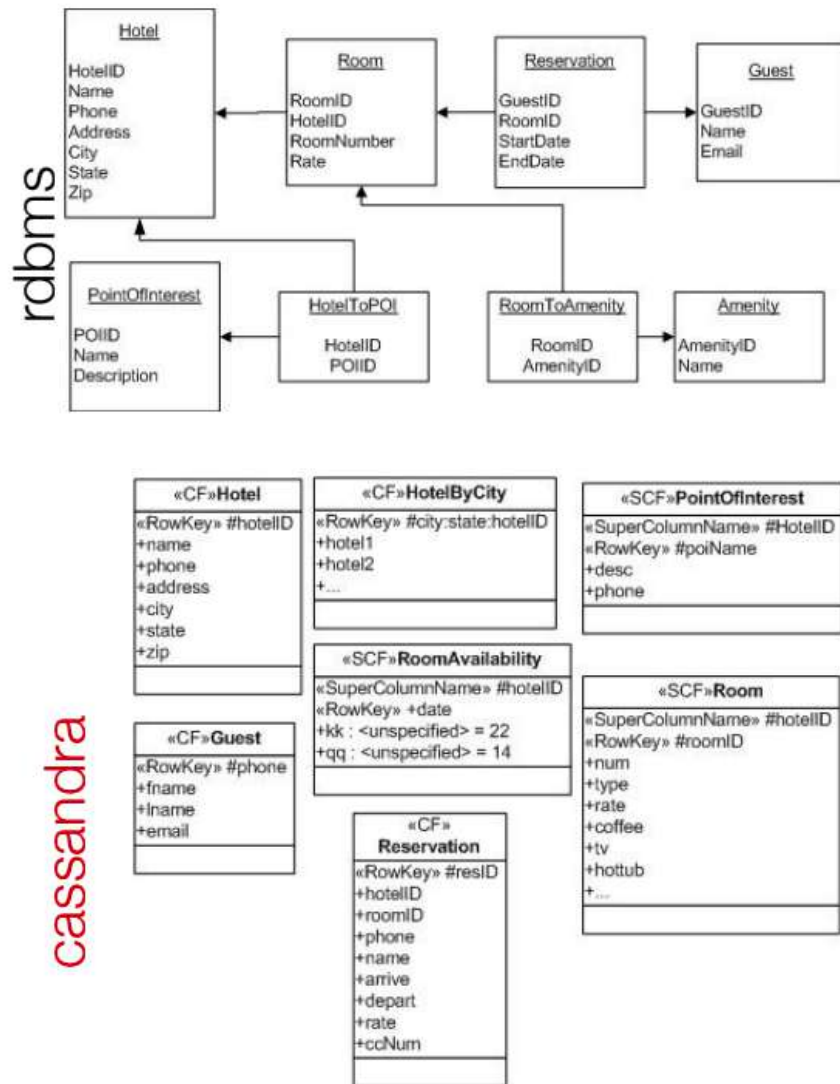 rdbms
Hotel
HotelID
Name
Phone
Address
City
State
Zip
Room
RoomID
HotelID
RoomNumber
Rate
Reservation
GuestID
RoomID
StartDate
EndDate
Guest
GuestID
Name
Email
PointOfInterest
POIID
Name
Description
HotelToPOI
HotelID
POIID
RoomToAmenity
RoomID
AmenityID
Amenity
AmenityID
Name
cassandra
«CF»Hotel
«RowKey» #hotelID
+name
+phone
+address
+city
+state
+zip
«CF»HotelByCity
«RowKey» #city:state:hotelID
+hotel1
+hotel2
+...
«SCF»PointOfInterest
«SuperColumnName» #HotelID
«RowKey» #poiName
+desc
+phone
«SCF»RoomAvailability
«SuperColumnName» #hotelID
«RowKey» +date
+kk : <unspecified> = 22
+qq : <unspecified> = 14
«SCF»Room
«SuperColumnName» #hotelID
«RowKey» #roomID
+num
+type
+rate
+coffee
+tv
+hottub
+...
«CF»Guest
«RowKey» #phone
+fname
+lname
+email
«CF»
Reservation
«RowKey» #resID
+hotelID
+roomID
+phone
+name
+arrive
+depart
+rate
+ccNum